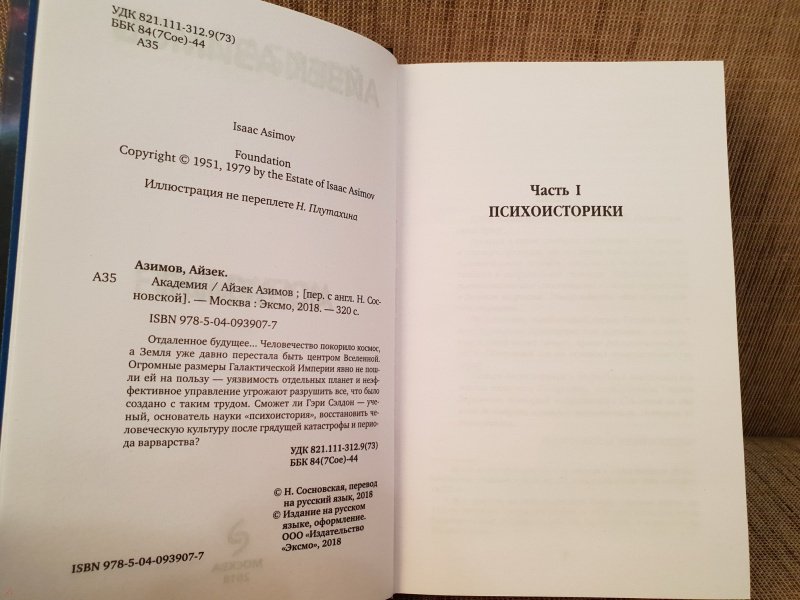 УДК 821.111-312.9(73)
ББК 84(7Сое)-44
А35
Isaac Asimov
Foundation
Copyright © 1951, 1979 by the Estate of Isaac Asimov
Иллюстрация не переплете Н. Плутахина
Азимов, Айзек.
А35 Академия / Айзек Азимов ; [пер. с англ. Н. Сос-
новской]. — Москва : Эксмо, 2018. — 320 с.
ISBN 978-5-04-093907-7
Отдаленное будущее... Человечество покорило космос,
а Земля уже давно перестала быть центром Вселенной.
Огромные размеры Галактической Империи явно не пош-
ли ей на пользу — уязвимость отдельных планет и неэф-
фективное управление угрожают разрушить все, что было
создано с таким трудом. Сможет ли Гэри Сэлдон — уче-
ный, основатель науки «психоистория», восстановить че-
ловеческую культуру после грядущей катастрофы и перио-
да варварства?
УДК 821.111-312.9(73)
ББК 84(7Сое)-44
© Н. Сосновская, перевод
на русский язык, 2018
© Издание на русском
языке, оформление.
ООО «Издательство
«Эксмо», 2018
ISBN 978-5-04-093907-7
Часть I
ПСИХОИСТОРИКИ
АЙЗЕК АЗИМОВ
МОСКВА
2018